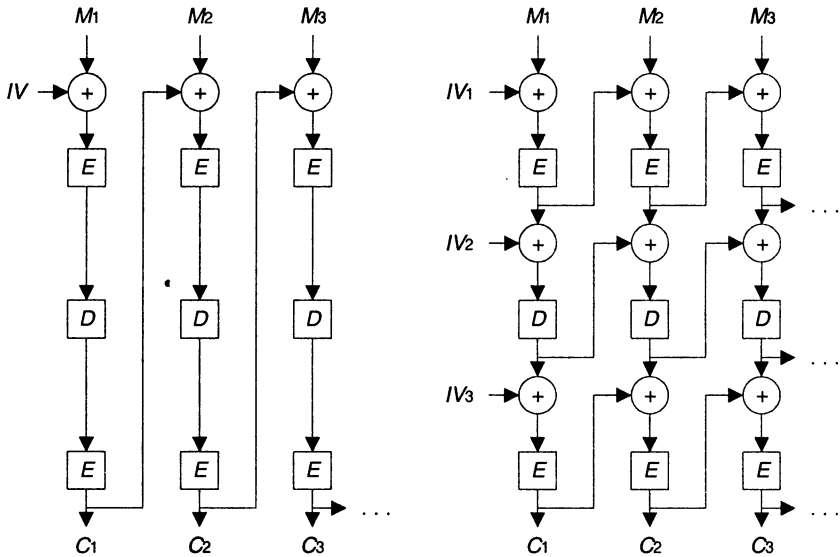 M1 M2 M3
IV + + +
E E E
D D D
E E E
. . .
C1 C2 C3
M1 M2 M3
IV1 + + +
E E E
. . .
IV2 + + +
D D D
. . .
IV3 + + +
E E E
. . .
C1 C2 C3